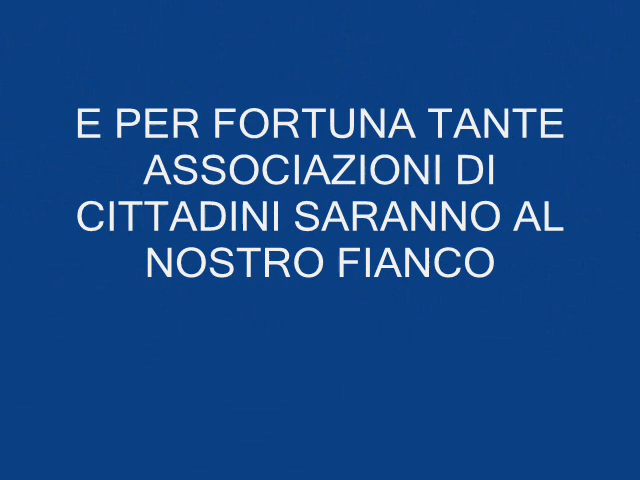 E PER FORTUNA TANTE
ASSOCIAZIONI DI
CITTADINI SARANNO AL
NOSTRO FIANCO